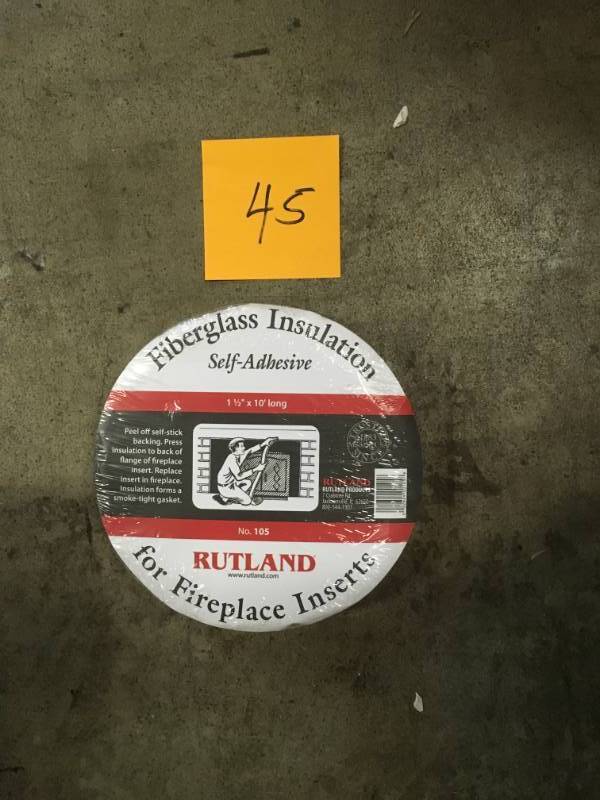 45
Fiberglass Insulation
Self-Adhesive
1 ½" x 10' long
Peel off self-stick
backing. Press
insulation to back of
flange of fireplace
insert. Replace
insert in fireplace.
Insulation forms a
smoke-tight gasket.
RUTLAND
RUTLAND PRODUCTS
No. 105
RUTLAND
www.rutland.com
for Fireplace Inserts